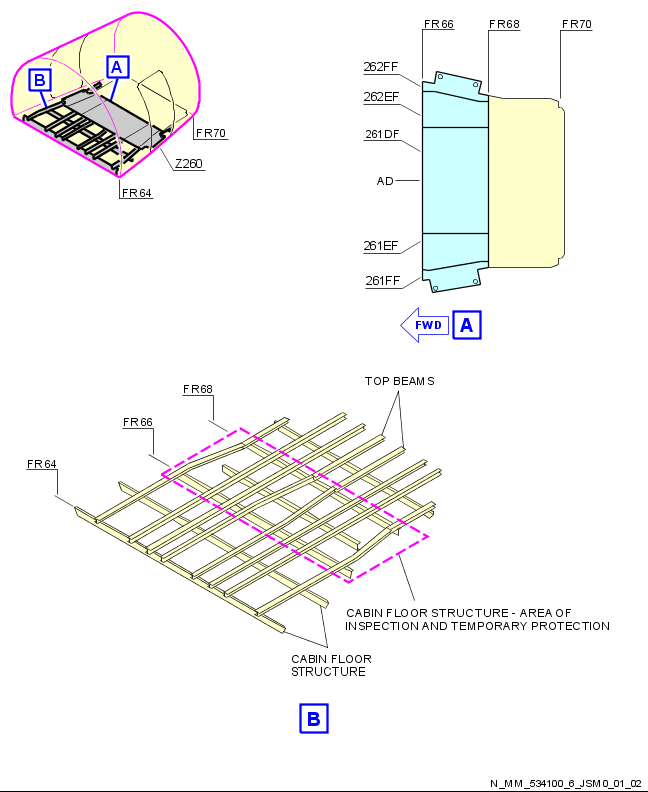 A
B
FR70
Z260
FR64
FR66
FR68
FR70
262FF
262EF
261DF
AD
261EF
261FF
FWD
A
TOP BEAMS
FR68
FR66
FR64
CABIN FLOOR STRUCTURE - AREA OF
INSPECTION AND TEMPORARY PROTECTION
CABIN FLOOR
STRUCTURE
B
N_MM_534100_6_JSM0_01_02